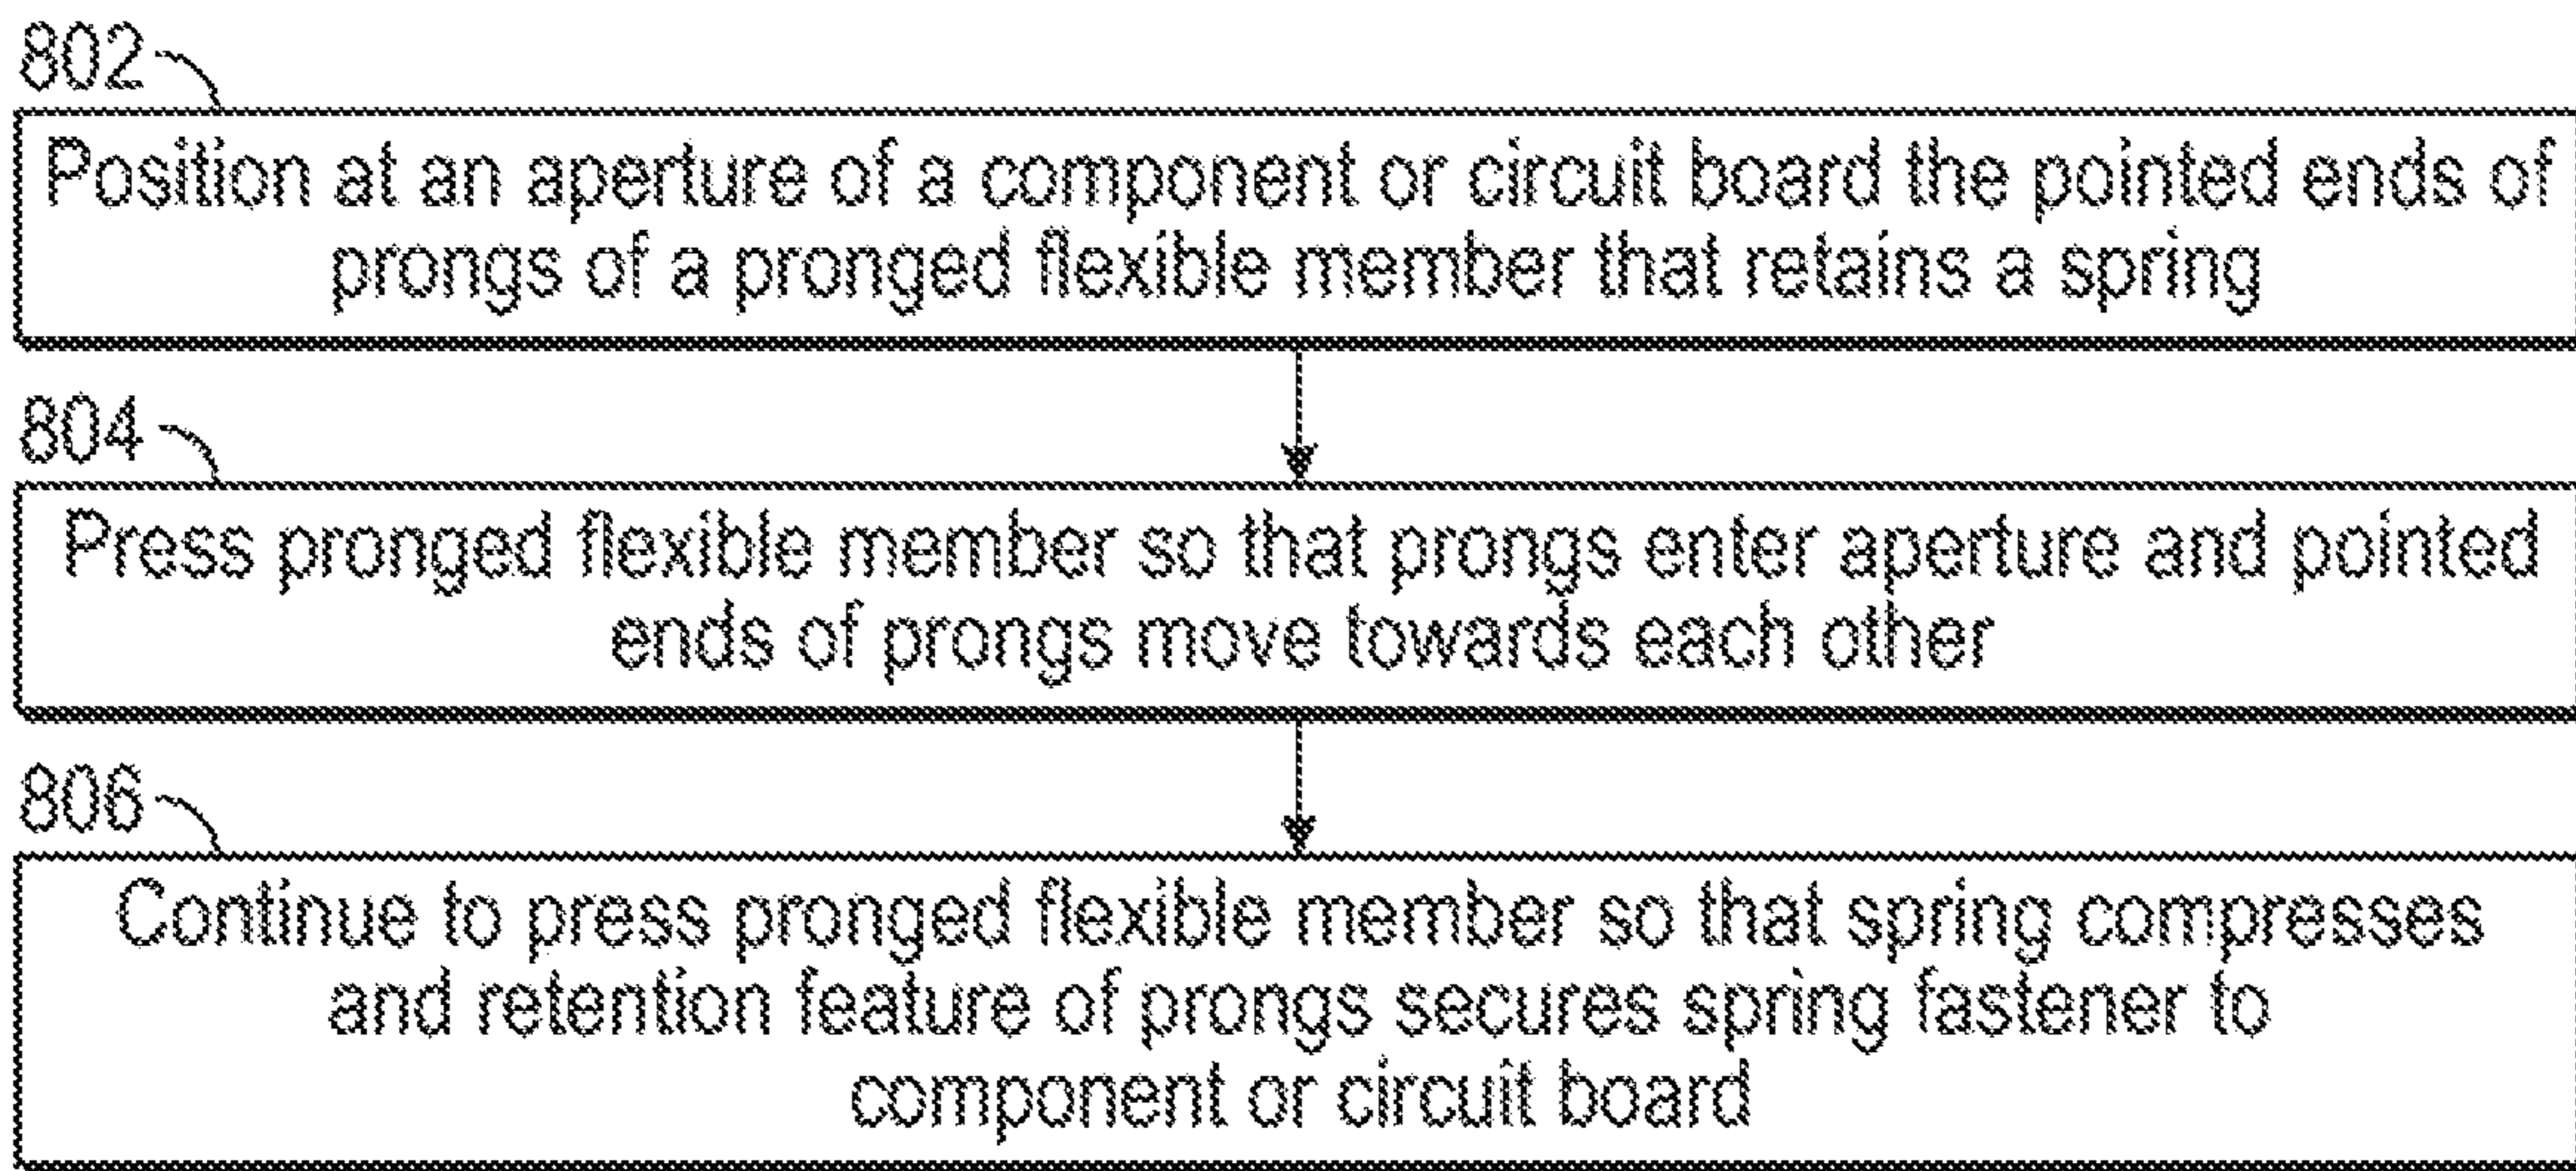 802
Position at an aperture of a component or circuit board the pointed ends of
prongs of a pronged flexible member that retains a spring
804
Press pronged flexible member so that prongs enter aperture and pointed
ends of prongs move towards each other
806
Continue to press pronged flexible member so that spring compresses
and retention feature of prongs secures spring fastener to
component or circuit board